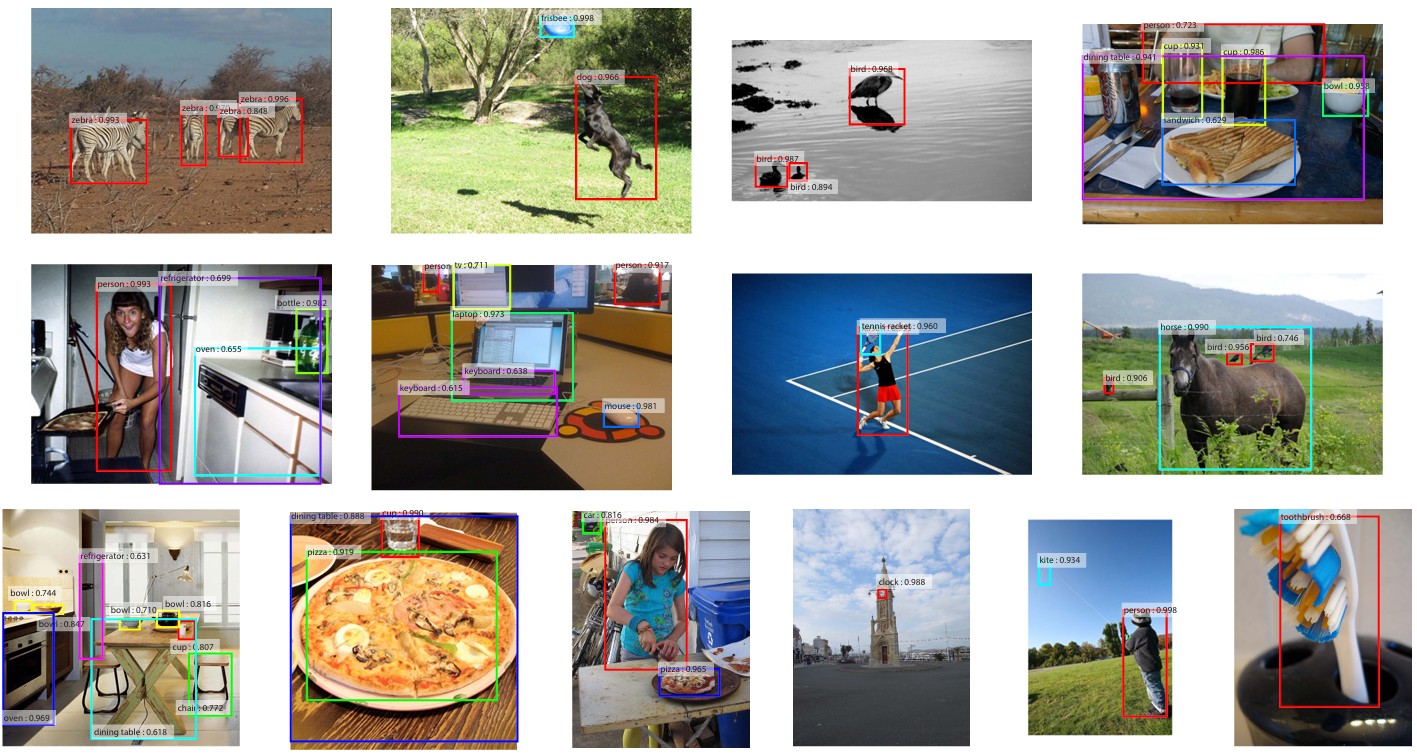 zebra : 0.993
zebra : 0.9
zebra : 0.848
zebra : 0.996
frisbee : 0.998
dog : 0.966
bird : 0.968
bird : 0.987
bird : 0.894
person : 0.723
cup : 0.931
cup : 0.986
dining table : 0.941
bowl : 0.958
sandwich : 0.629
person : 0.993
refrigerator : 0.699
bottle : 0.982
oven : 0.655
person
tv : 0.711
person : 0.917
laptop : 0.973
keyboard : 0.638
keyboard : 0.615
mouse : 0.981
tennis racket : 0.960
horse : 0.990
bird : 0.956
bird : 0.746
bird : 0.906
refrigerator : 0.631
bowl : 0.744
bowl : 0.710
bowl : 0.816
bowl : 0.847
cup : 0.807
chair : 0.772
oven : 0.969
dining table : 0.618
dining table : 0.888
cup : 0.990
pizza : 0.919
car : 0.816
person : 0.984
pizza : 0.965
clock : 0.988
kite : 0.934
person : 0.998
toothbrush : 0.668